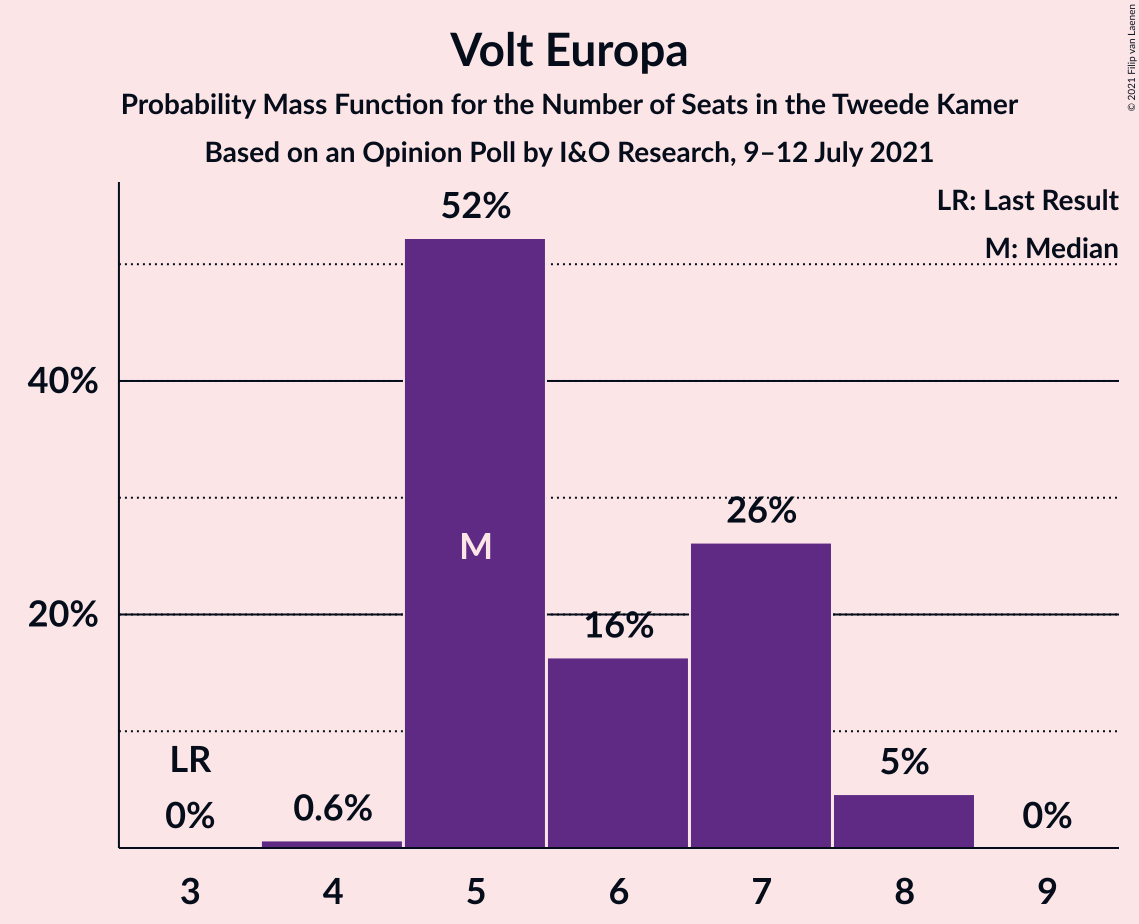 Volt Europa
Probability Mass Function for the Number of Seats in the Tweede Kamer
Based on an Opinion Poll by I&O Research, 9–12 July 2021
© 2021 Filip van Laenen
LR: Last Result
M: Median
52%
40%
M
26%
20%
16%
LR
0%
0.6%
5%
0%
3 4 5 6 7 8 9